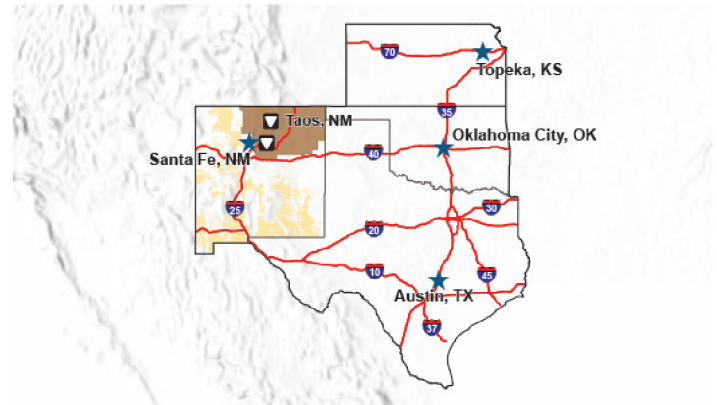 70
Topeka, KS
35
Taos, NM
Oklahoma City, OK
Santa Fe, NM
40
25
30
20
10
45
Austin, TX
37